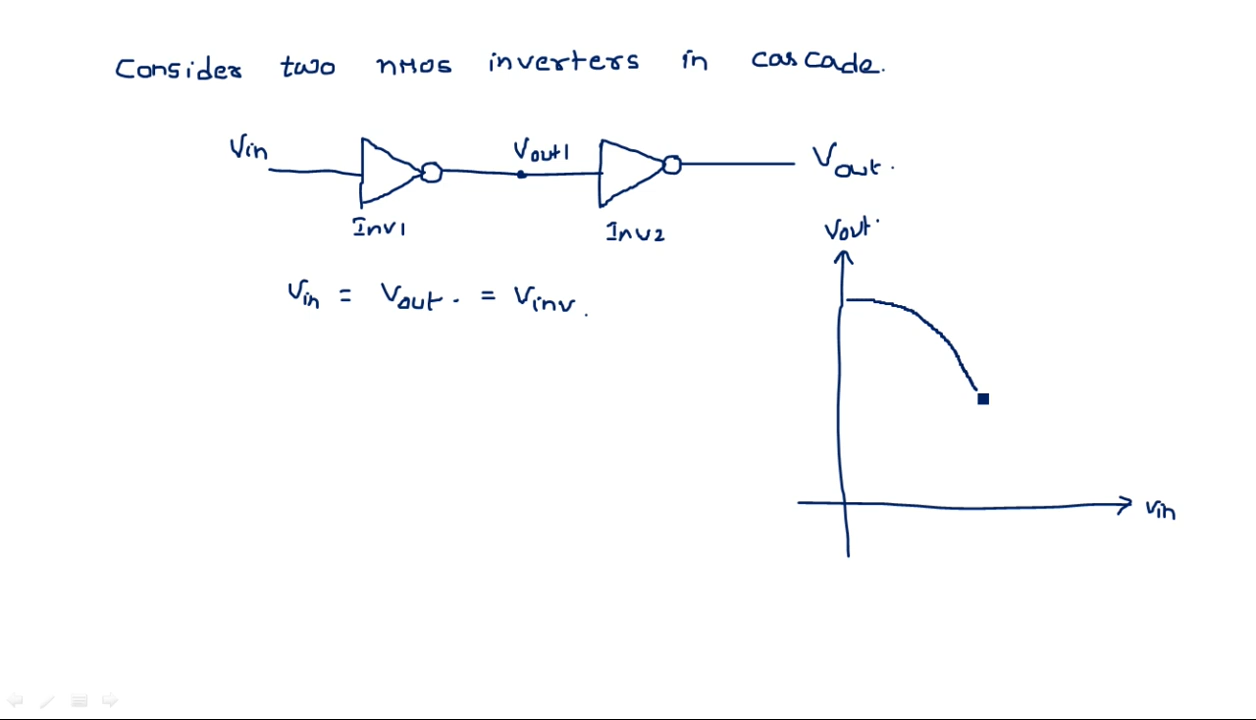 Consider two nMOS inverters in cascade.
Vin Vout1 Vout.
Inv1 Inv2
Vout.
Vin = Vout. = Vinv.
Vin